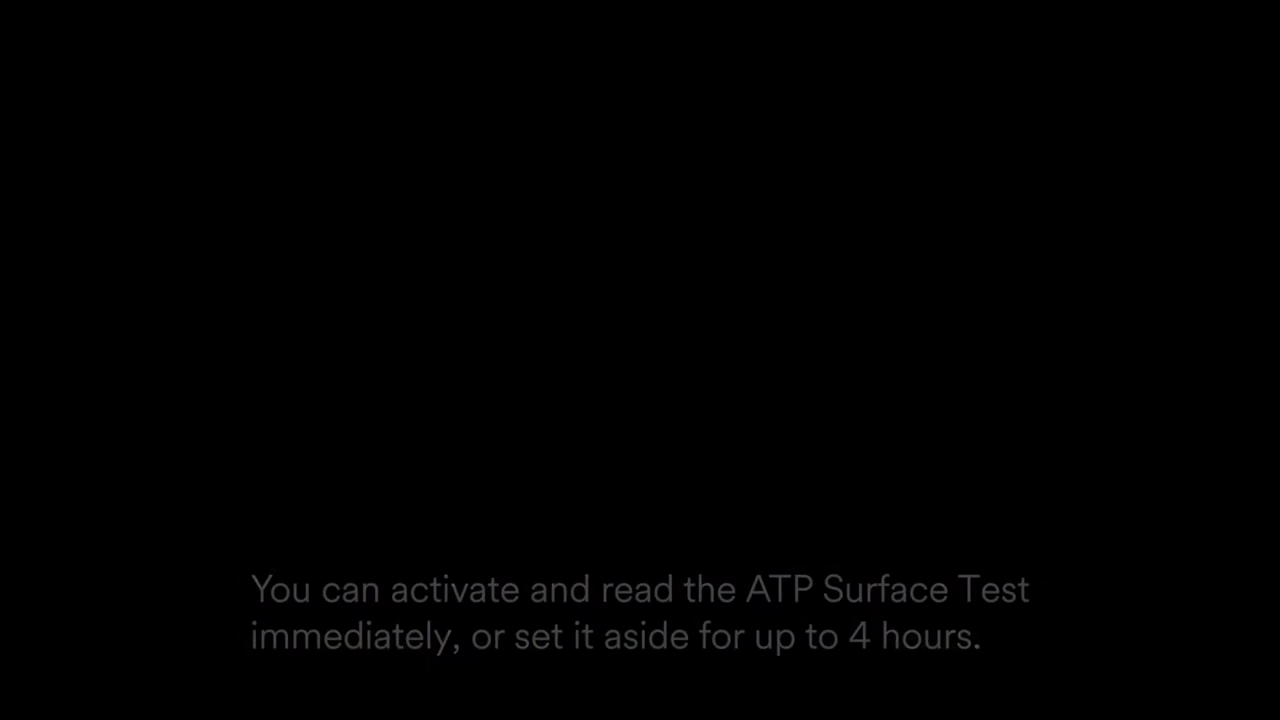 You can activate and read the ATP Surface Test
immediately, or set it aside for up to 4 hours.